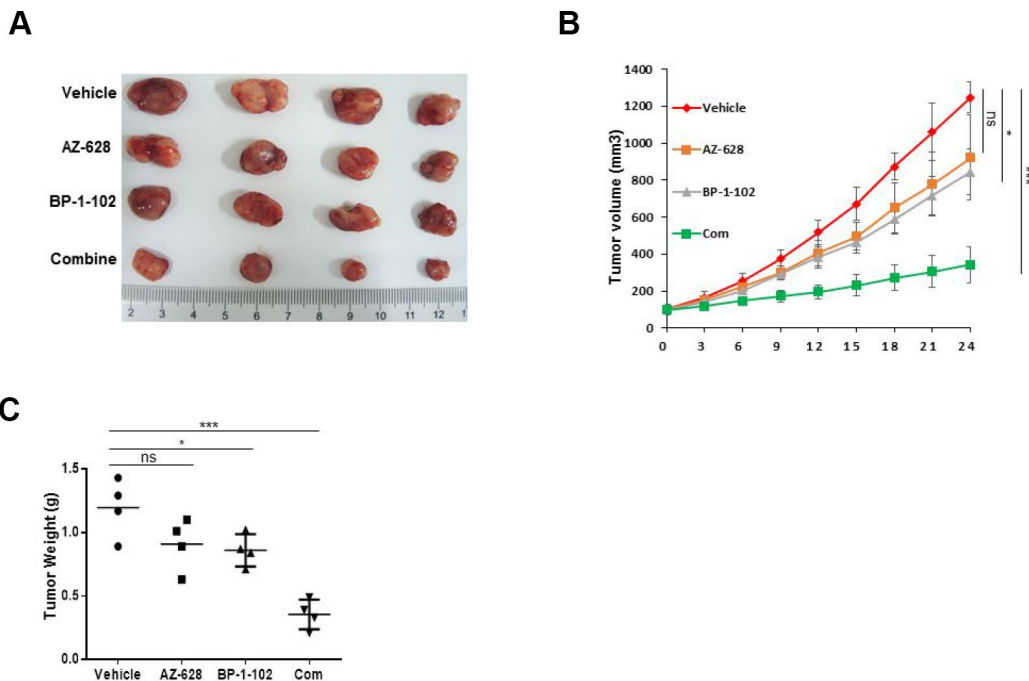 A
Vehicle
AZ-628
BP-1-102
Combine
2 3 4 5 6 7 8 9 10 11 12 1
B
Tumor volume (mm3)
1400
1200
1000
800
600
400
200
0
0 3 6 9 12 15 18 21 24
Vehicle
AZ-628
BP-1-102
Com
ns
*
***
C
***
*
ns
Tumor Weight (g)
1.5
1.0
0.5
0.0
Vehicle AZ-628 BP-1-102 Com